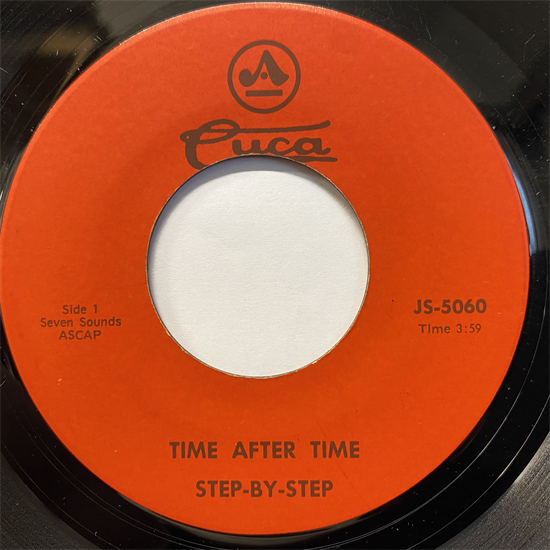 A
Cuca
Side 1
Seven Sounds
ASCAP
JS-5060
Time 3:59
TIME AFTER TIME
STEP-BY-STEP